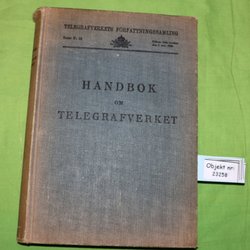 TELEGRAFVERKETS FÖRFATTNINGSSAMLING
HANDBOK
OM
TELEGRAFVERKET
Objekt nr:
23258